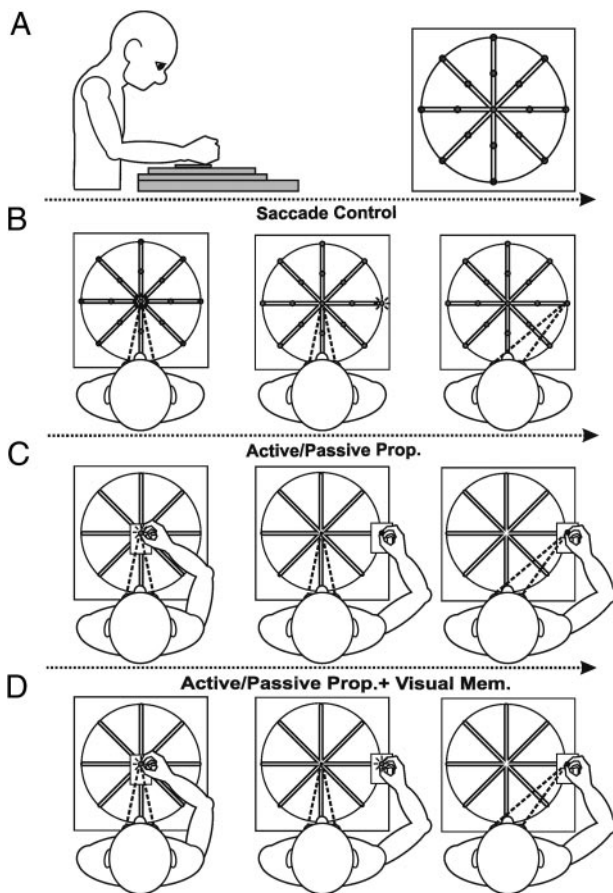 A
Saccade Control
B
Active/Passive Prop.
C
Active/Passive Prop.+ Visual Mem.
D